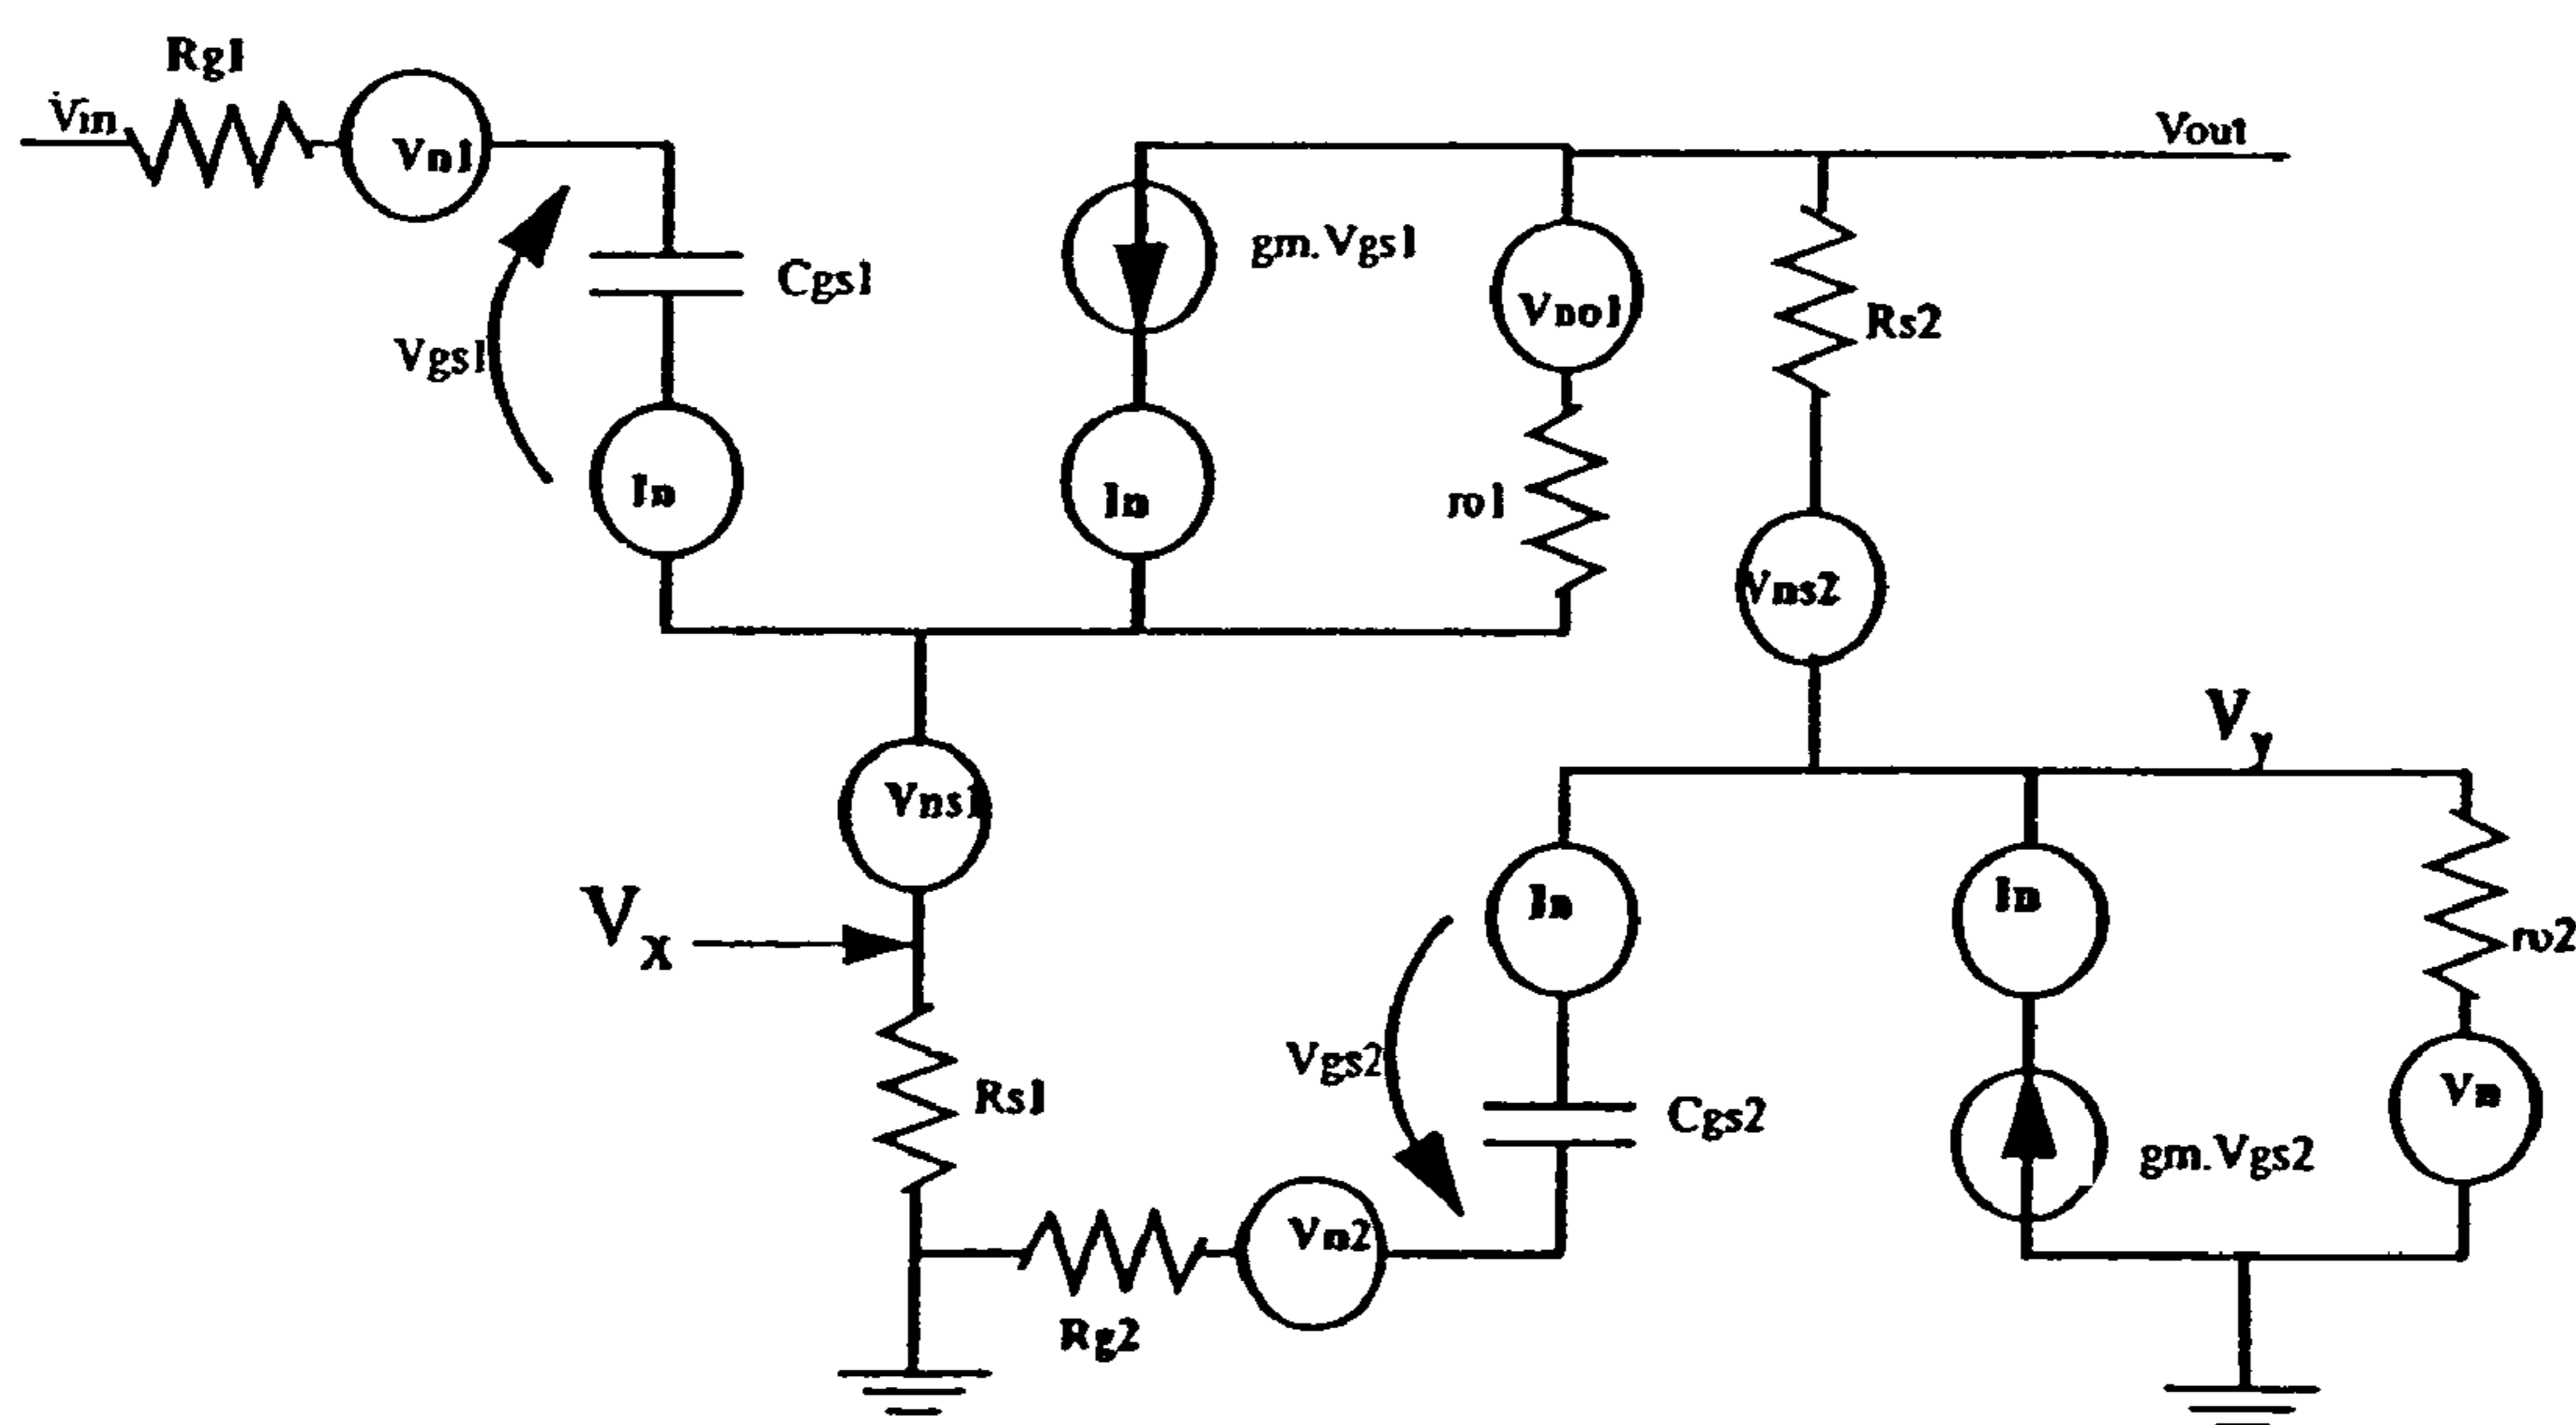 Rg1
Vin
Vn1
Vout
gm.Vgs1
Cgs1
Vno1
Rs2
Vgs1
In
In
ro1
Vns2
Vy
Vns1
In
In
VX
ro2
Vgs2
Rs1
Cgs2
Vn
gm.Vgs2
Vn2
Rg2